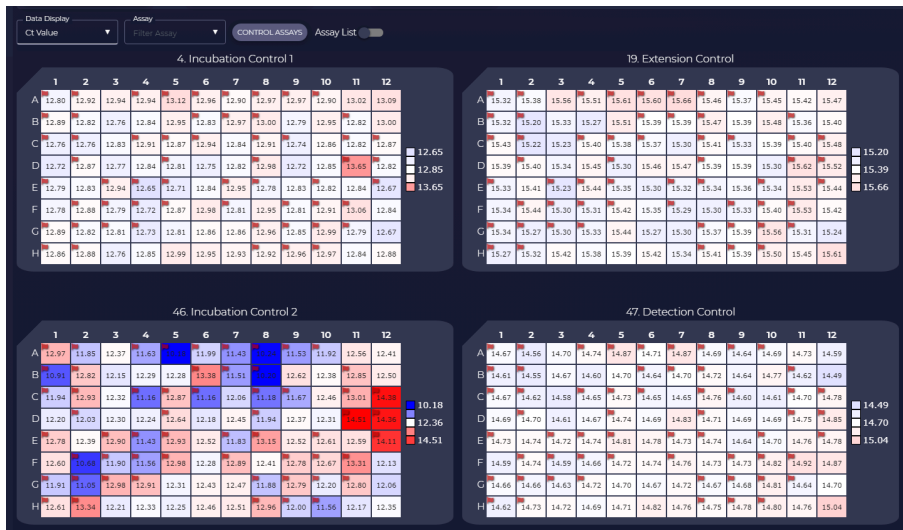 Data Display
Assay
Ct Value
Filter Assay
CONTROL ASSAYS
Assay List
4. Incubation Control 1
1 2 3 4 5 6 7 8 9 10 11 12
A 12.80 12.92 12.94 12.94 13.12 12.96 12.90 12.97 12.97 12.90 13.02 13.09
B 12.89 12.82 12.76 12.84 12.95 12.83 12.97 13.00 12.79 12.95 12.82 13.00
C 12.76 12.76 12.83 12.91 12.87 12.94 12.84 12.91 12.74 12.86 12.82 12.87
D 12.72 12.87 12.77 12.84 12.81 12.75 12.82 12.98 12.72 12.85 13.65 12.82
E 12.79 12.83 12.94 12.65 12.71 12.84 12.95 12.78 12.83 12.82 12.84 12.67
F 12.78 12.88 12.79 12.72 12.87 12.98 12.81 12.95 12.81 12.91 13.06 12.84
G 12.89 12.82 12.81 12.73 12.81 12.86 12.86 12.96 12.85 12.99 12.79 12.67
H 12.86 12.88 12.76 12.85 12.99 12.95 12.93 12.92 12.96 12.97 12.84 12.88
12.65
12.85
13.65
19. Extension Control
1 2 3 4 5 6 7 8 9 10 11 12
A 15.32 15.38 15.56 15.51 15.61 15.60 15.66 15.46 15.37 15.45 15.42 15.47
B 15.32 15.20 15.33 15.27 15.51 15.39 15.39 15.47 15.39 15.48 15.36 15.40
C 15.43 15.22 15.23 15.40 15.54 15.38 15.37 15.41 15.33 15.39 15.40 15.48
D 15.39 15.40 15.34 15.45 15.30 15.46 15.47 15.39 15.39 15.30 15.62 15.52
E 15.33 15.41 15.23 15.44 15.35 15.30 15.32 15.34 15.36 15.34 15.53 15.44
F 15.34 15.44 15.30 15.31 15.42 15.35 15.29 15.30 15.33 15.40 15.53 15.42
G 15.34 15.27 15.30 15.33 15.44 15.27 15.30 15.37 15.39 15.56 15.31 15.24
H 15.27 15.32 15.42 15.38 15.39 15.42 15.34 15.41 15.39 15.50 15.45 15.61
15.20
15.39
15.66
46. Incubation Control 2
1 2 3 4 5 6 7 8 9 10 11 12
A 12.97 11.85 12.37 11.63 11.99 11.43 11.53 11.92 12.56 12.41
B 10.91 12.82 12.15 12.29 12.28 13.38 11.51 12.62 12.38 12.85 12.50
C 11.94 12.93 12.32 11.16 12.87 11.16 12.06 11.18 11.67 12.46 13.01 14.38
D 12.20 12.03 12.30 12.24 12.64 12.18 12.45 11.94 12.37 12.31 14.51 14.36
E 12.78 12.39 12.90 11.43 12.93 12.52 11.83 13.15 12.52 12.61 12.59 14.11
F 12.60 10.68 11.90 11.56 12.98 12.28 12.89 12.41 12.78 12.67 13.31 12.13
G 11.91 11.05 12.98 12.91 12.31 12.43 12.47 11.88 12.79 12.20 12.80 12.06
H 12.61 13.34 12.21 12.33 12.25 12.46 12.51 12.96 12.00 11.56 12.17 12.35
10.18
12.36
14.51
47. Detection Control
1 2 3 4 5 6 7 8 9 10 11 12
A 14.67 14.56 14.70 14.74 14.87 14.71 14.87 14.69 14.64 14.69 14.73 14.59
B 14.61 14.55 14.67 14.60 14.70 14.64 14.70 14.72 14.64 14.77 14.62 14.49
C 14.67 14.62 14.58 14.65 14.73 14.65 14.65 14.76 14.60 14.61 14.70 14.78
D 14.69 14.70 14.61 14.67 14.74 14.69 14.83 14.71 14.69 14.69 14.75 14.85
E 14.73 14.74 14.72 14.74 14.81 14.78 14.73 14.74 14.64 14.70 14.76 14.78
F 14.59 14.74 14.59 14.66 14.72 14.74 14.76 14.73 14.73 14.82 14.92 14.87
G 14.66 14.66 14.63 14.72 14.70 14.67 14.72 14.67 14.68 14.81 14.64 14.70
H 14.62 14.73 14.72 14.69 14.71 14.82 14.76 14.75 14.78 14.80 14.76 15.04
14.49
14.70
15.04